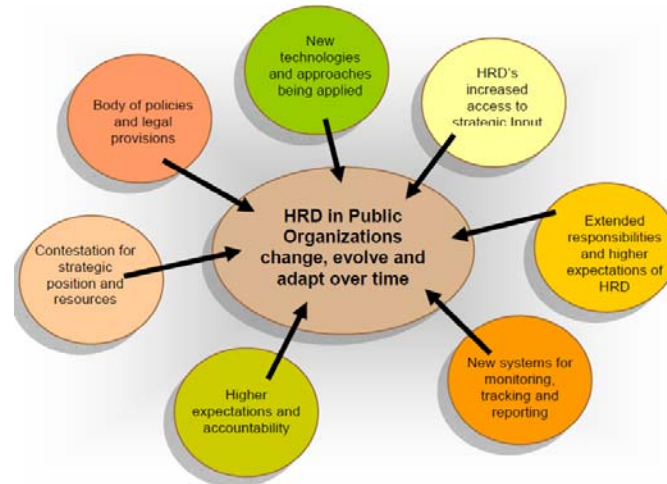 New
technologies
and approaches
being applied
HRD's
increased
access to
strategic Input
Body of policies
and legal
provisions
HRD in Public
Organizations
change, evolve and
adapt over time
Extended
responsibilities
and higher
expectations of
HRD
Contestation for
strategic
position and
resources
New systems for
monitoring,
tracking and
reporting
Higher
expectations and
accountability